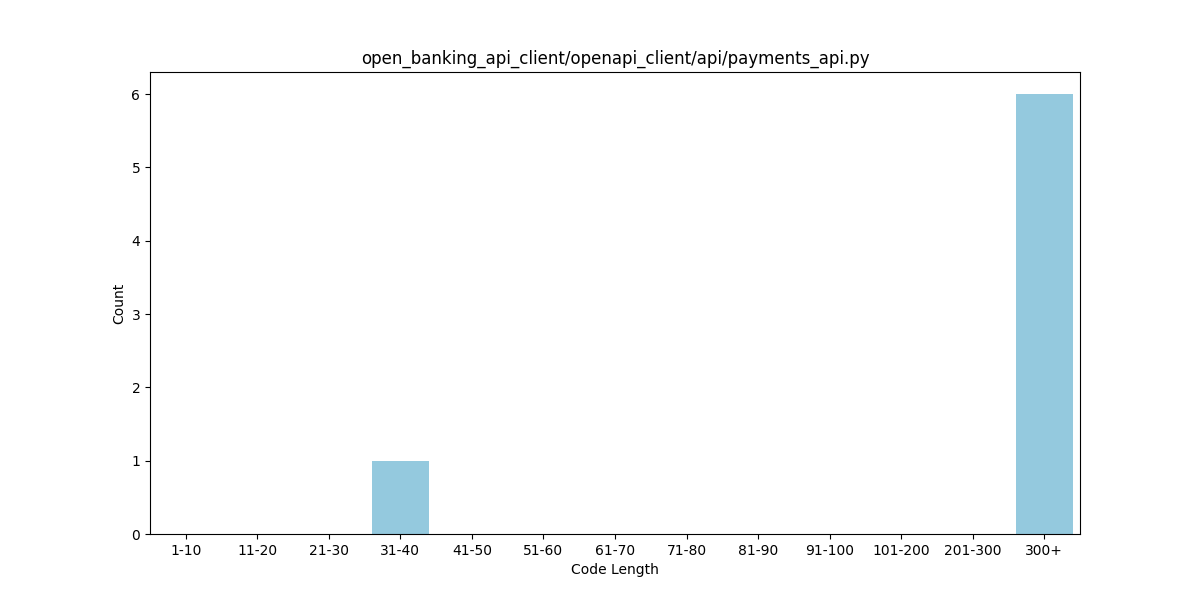 open_banking_api_client/openapi_client/api/payments_api.py
6
5
4
3
2
1
0
Count
1-10 11-20 21-30 31-40 41-50 51-60 61-70 71-80 81-90 91-100 101-200 201-300 300+
Code Length